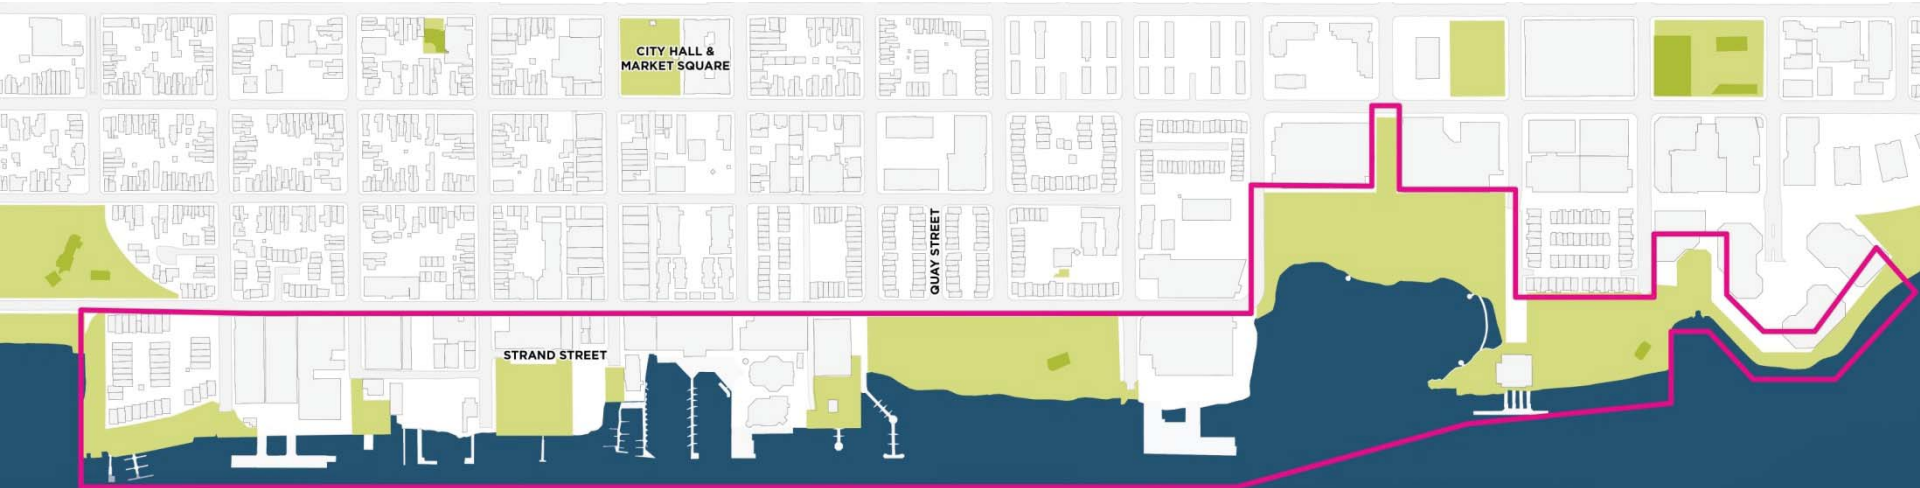 CITY HALL &
MARKET SQUARE
QUAY STREET
STRAND STREET